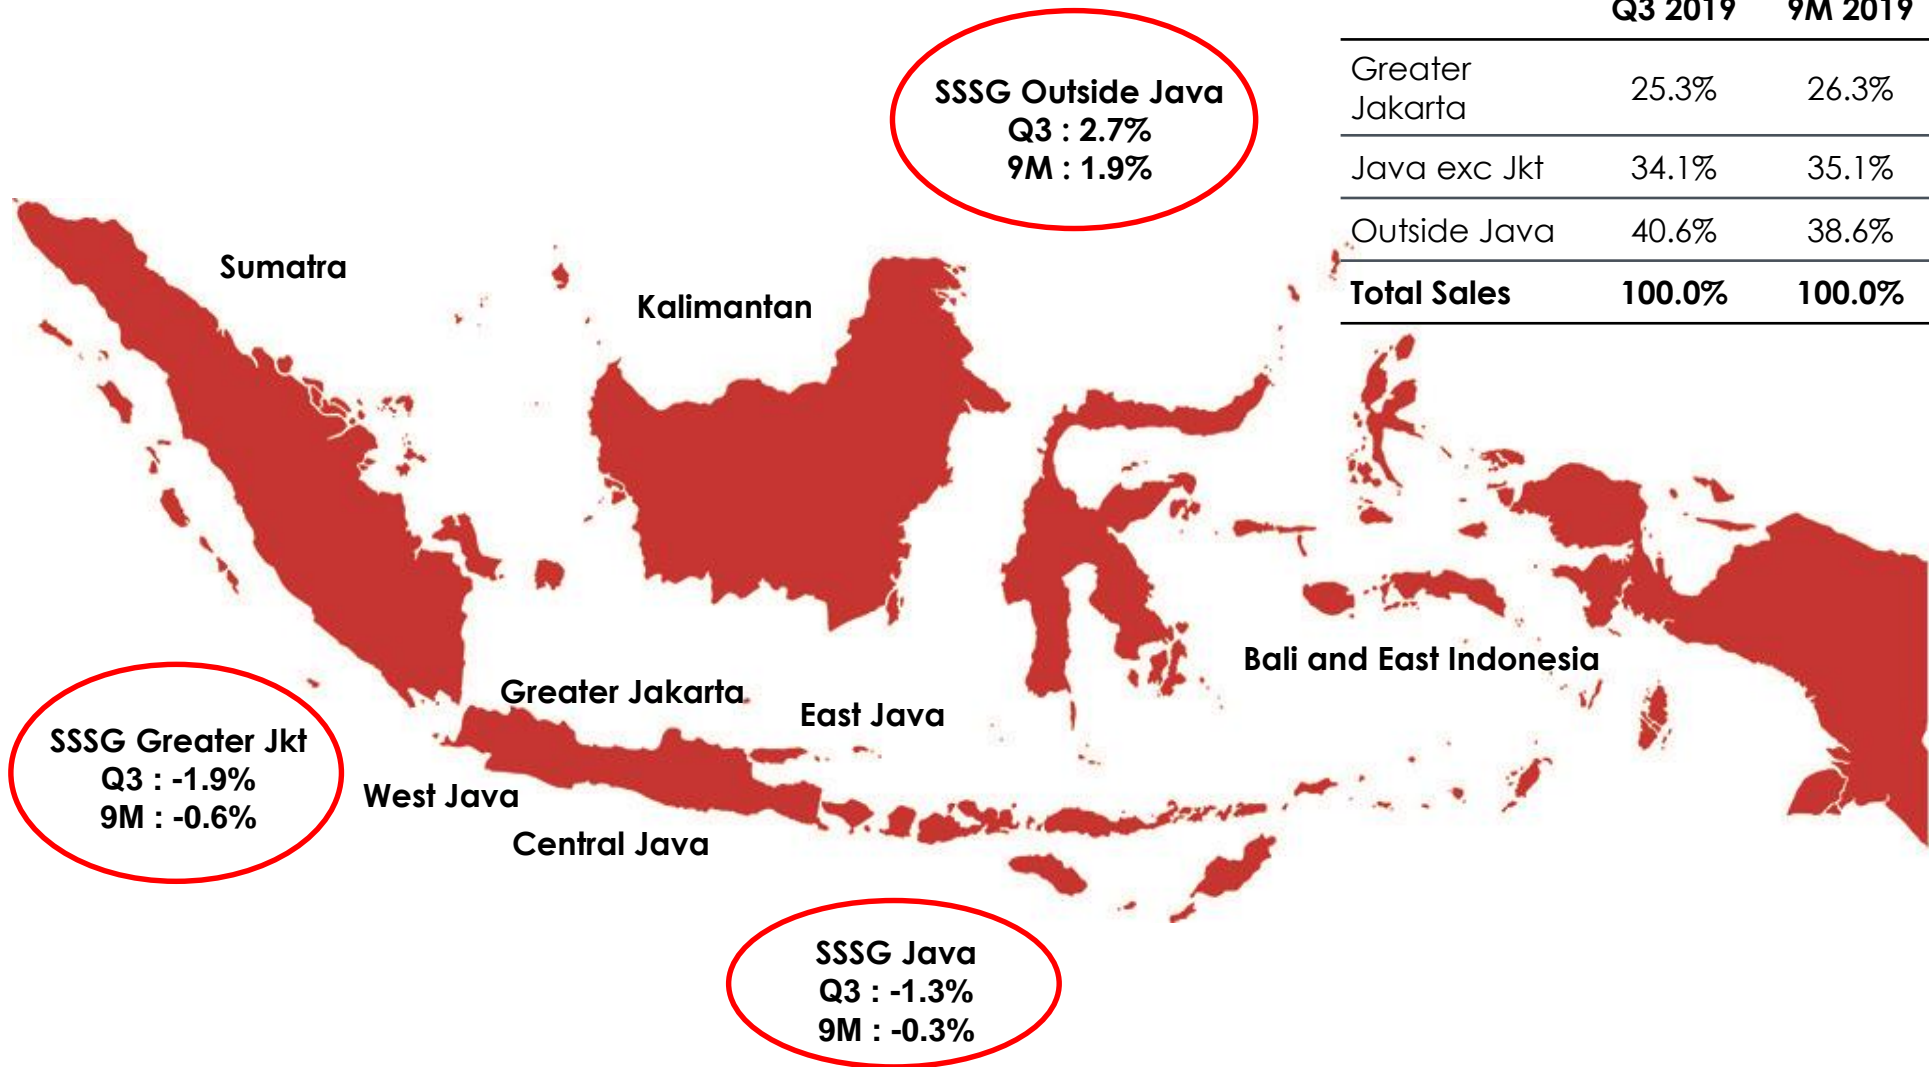 Q3 2019 9M 2019
Greater
Jakarta 25.3% 26.3%
Java exc Jkt 34.1% 35.1%
Outside Java 40.6% 38.6%
Total Sales 100.0% 100.0%
SSSG Outside Java
Q3 : 2.7%
9M : 1.9%
Sumatra
Kalimantan
Bali and East Indonesia
Greater Jakarta
East Java
West Java
Central Java
SSSG Greater Jkt
Q3 : -1.9%
9M : -0.6%
SSSG Java
Q3 : -1.3%
9M : -0.3%